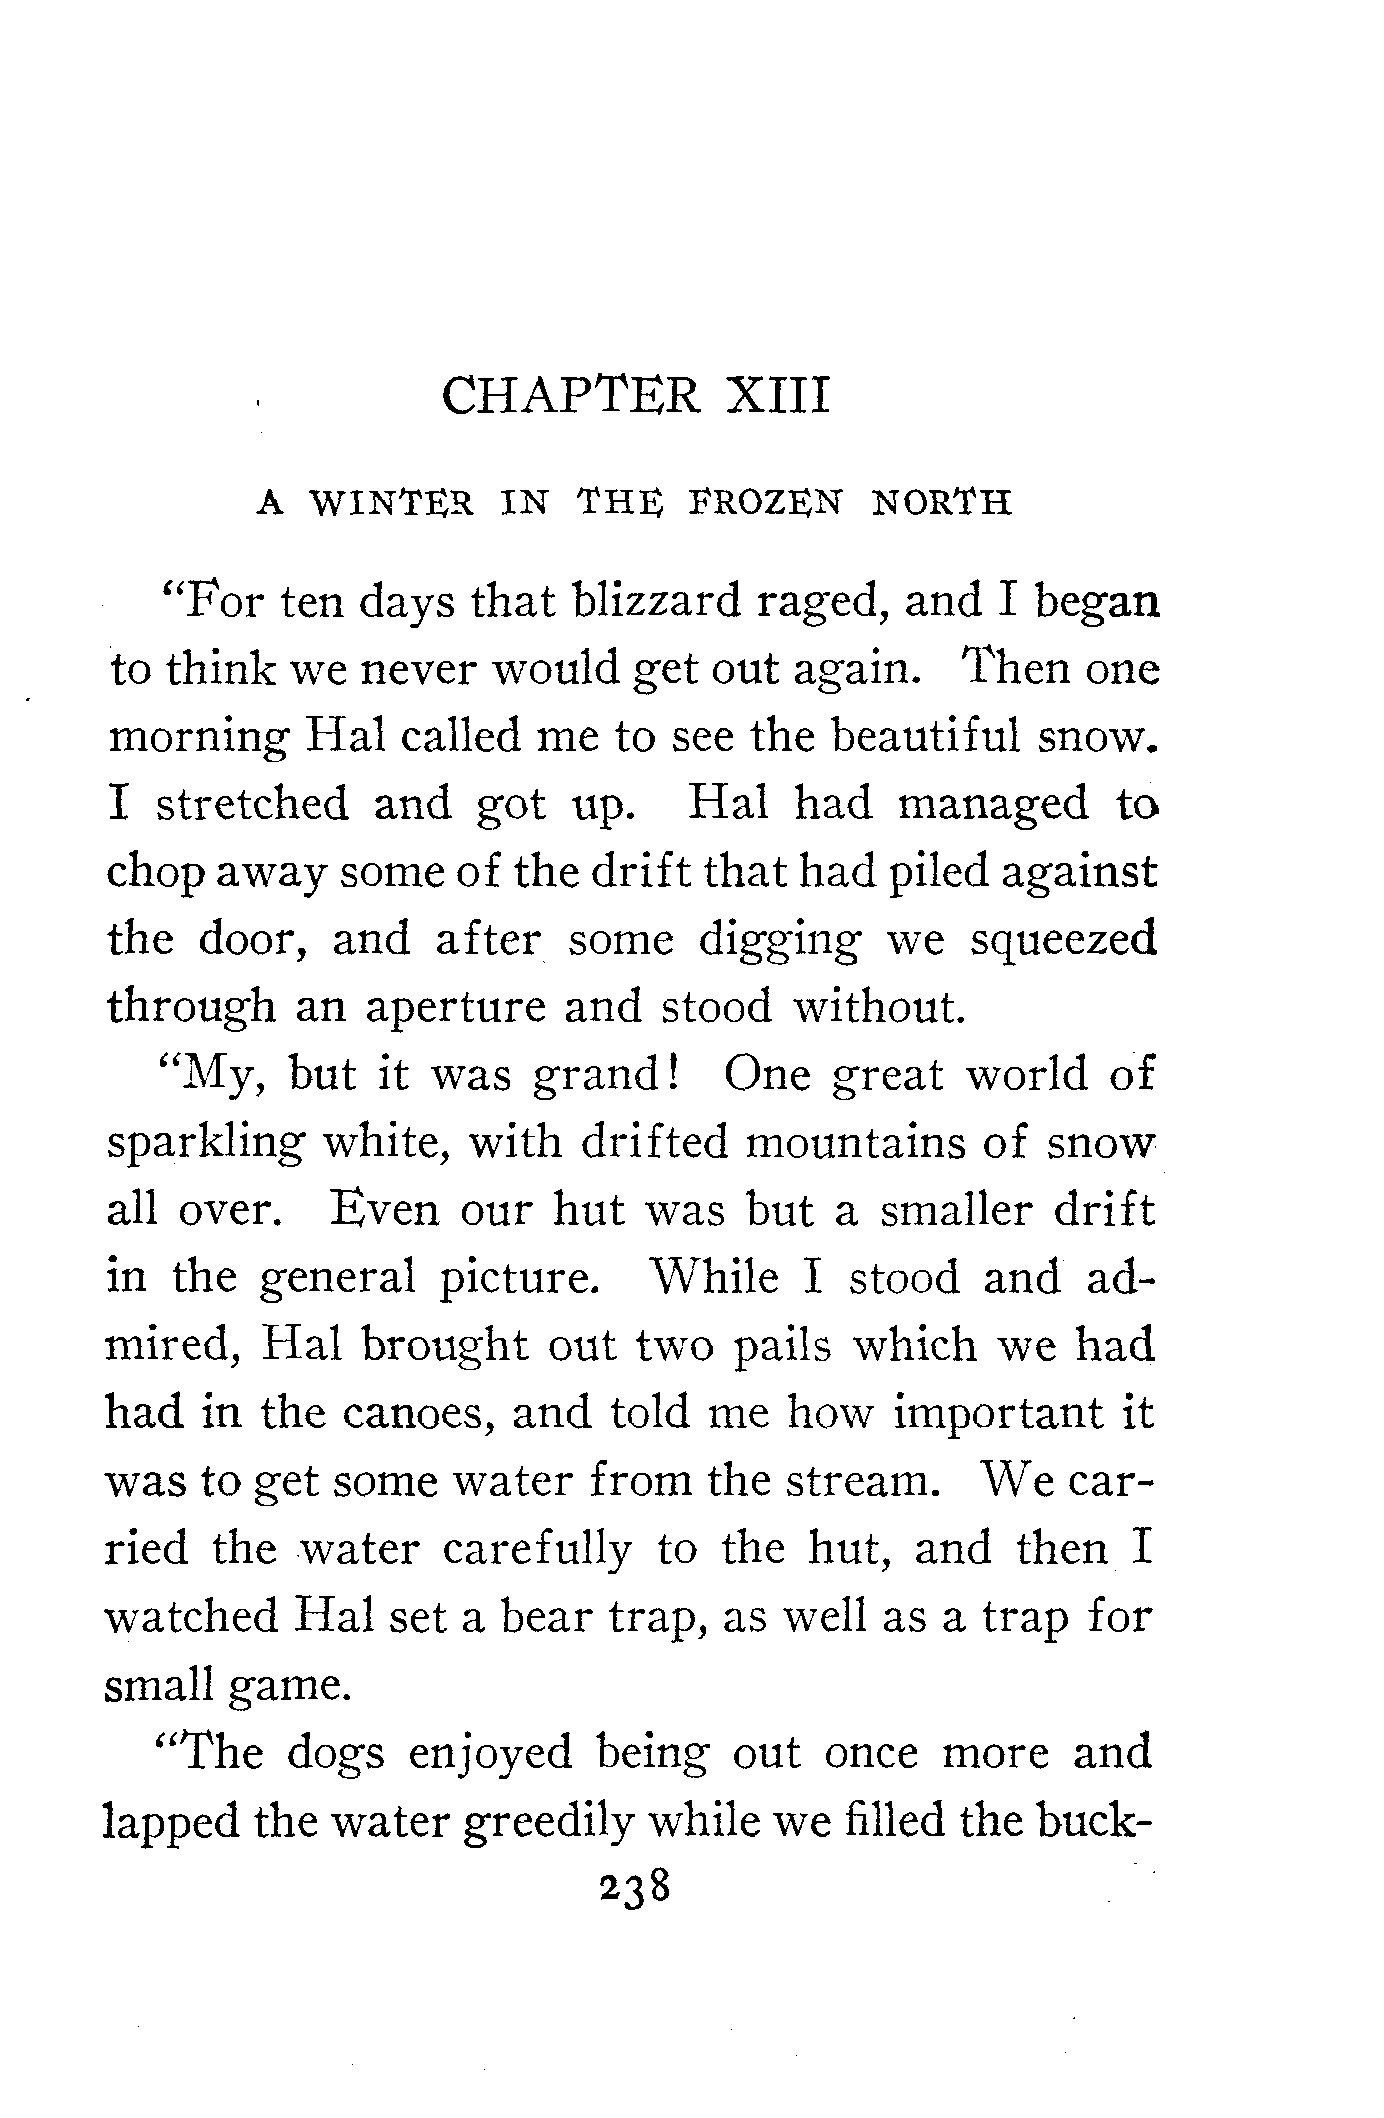 CHAPTER XIII
A WINTER IN THE FROZEN NORTH
“For ten days that blizzard raged, and I began
to think we never would get out again. Then one
morning Hal called me to see the beautiful snow.
I stretched and got up. Hal had managed to
chop away some of the drift that had piled against
the door, and after some digging we squeezed
through an aperture and stood without.
“My, but it was grand! One great world of
sparkling white, with drifted mountains of snow
all over. Even our hut was but a smaller drift
in the general picture. While I stood and ad-
mired, Hal brought out two pails which we had
had in the canoes, and told me how important it
was to get some water from the stream. We car-
ried the water carefully to the hut, and then I
watched Hal set a bear trap, as well as a trap for
small game.
“The dogs enjoyed being out once more and
lapped the water greedily while we filled the buck-
238